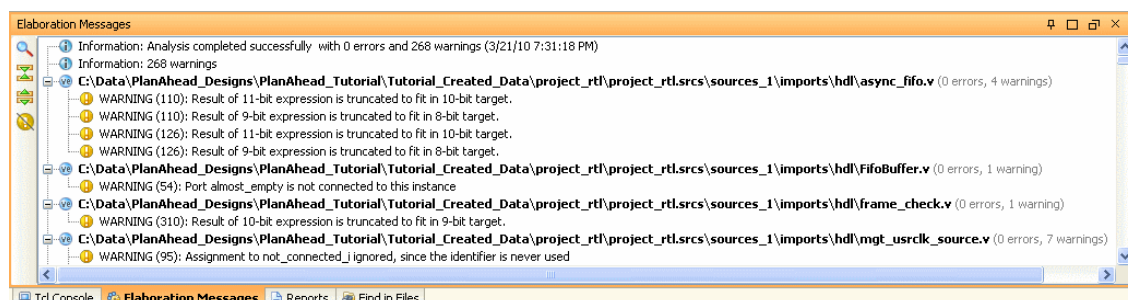 Elaboration Messages
Information: Analysis completed successfully with 0 errors and 268 warnings (3/21/10 7:31:18 PM)
Information: 268 warnings
C:\Data\PlanAhead_Designs\PlanAhead_Tutorial\Tutorial_Created_Data\project_rtl\project_rtl.srcs\sources_1\imports\hdl\async_fifo.v (0 errors, 4 warnings)
WARNING (110): Result of 11-bit expression is truncated to fit in 10-bit target.
WARNING (110): Result of 9-bit expression is truncated to fit in 8-bit target.
WARNING (126): Result of 11-bit expression is truncated to fit in 10-bit target.
WARNING (126): Result of 9-bit expression is truncated to fit in 8-bit target.
C:\Data\PlanAhead_Designs\PlanAhead_Tutorial\Tutorial_Created_Data\project_rtl\project_rtl.srcs\sources_1\imports\hdl\FifoBuffer.v (0 errors, 1 warning)
WARNING (54): Port almost_empty is not connected to this instance
C:\Data\PlanAhead_Designs\PlanAhead_Tutorial\Tutorial_Created_Data\project_rtl\project_rtl.srcs\sources_1\imports\hdl\frame_check.v (0 errors, 1 warning)
WARNING (310): Result of 10-bit expression is truncated to fit in 9-bit target.
C:\Data\PlanAhead_Designs\PlanAhead_Tutorial\Tutorial_Created_Data\project_rtl\project_rtl.srcs\sources_1\imports\hdl\mgt_usrclk_source.v (0 errors, 7 warnings)
WARNING (95): Assignment to not_connected_i ignored, since the identifier is never used
Tcl Console Elaboration Messages Reports Find in Files